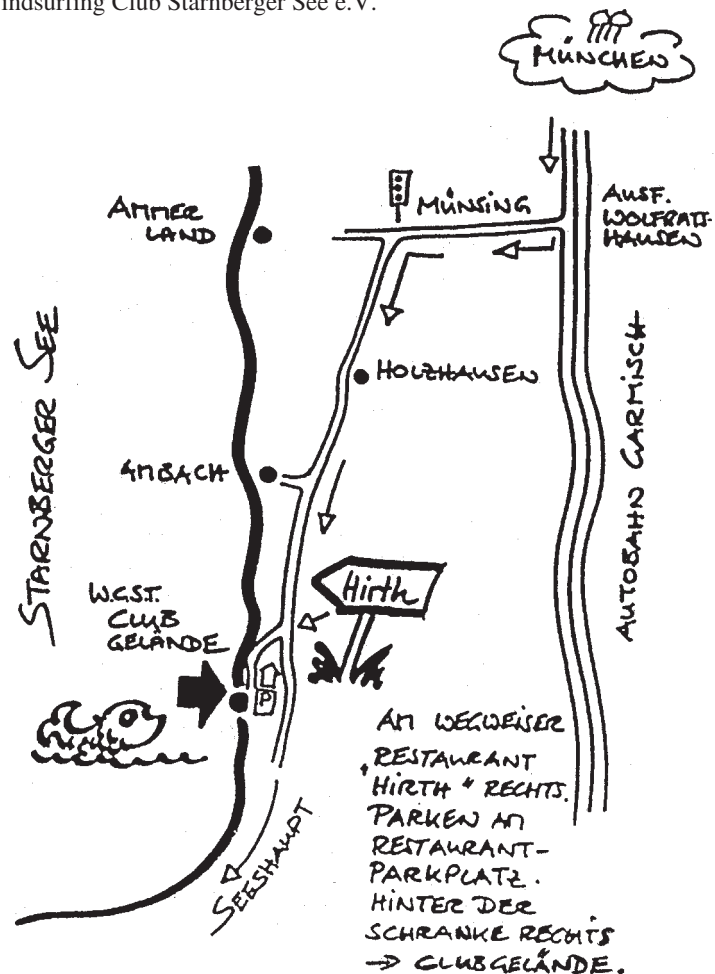 indsurfing Club Starnberger See e.V.
MÜNCHEN
AMMER
LAND
MÜNSING
AUSF.
WOLFRATS-
HAUSEN
HOLZHAUSEN
STARNBERGER SEE
AMBACH
AUTOBAHN GARMISCH
Hirth
W.C.ST.
CLUB
GELÄNDE
P
SEESHAUPT
AM WEGWEISER
„RESTAURANT
HIRTH" RECHTS.
PARKEN AM
RESTAURANT-
PARKPLATZ.
HINTER DER
SCHRANKE RECHTS
→ CLUBGELÄNDE.